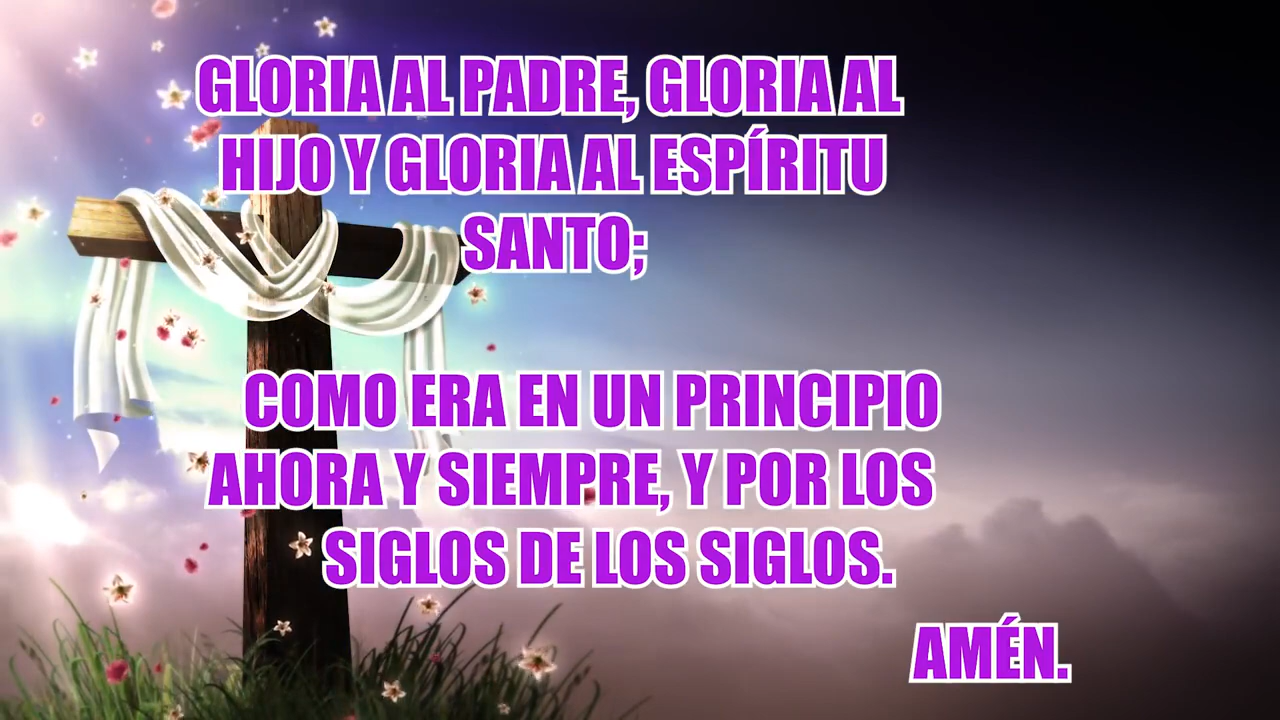 GLORIA AL PADRE, GLORIA AL
HIJO Y GLORIA AL ESPÍRITU
SANTO;
COMO ERA EN UN PRINCIPIO
AHORA Y SIEMPRE, Y POR LOS
SIGLOS DE LOS SIGLOS.
AMÉN.